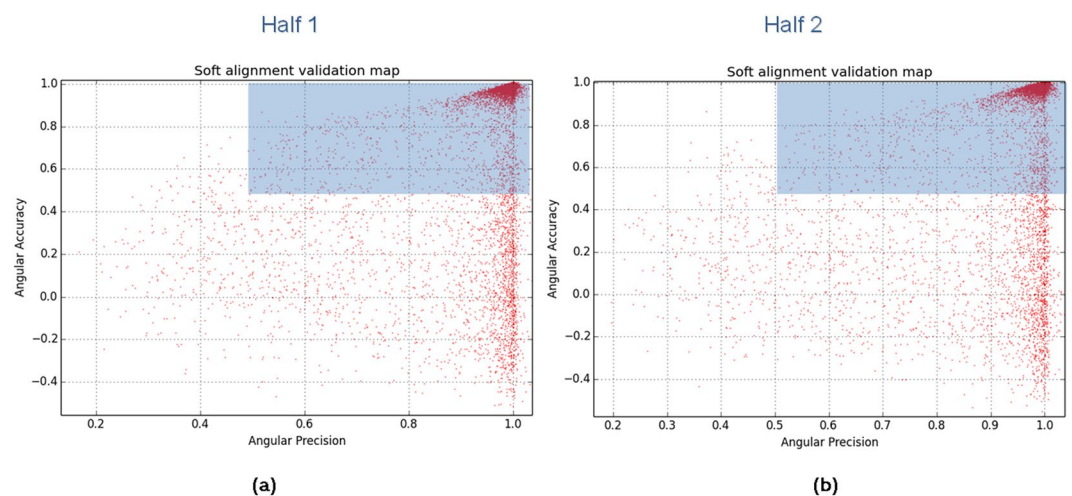 Half 1
Half 2
Soft alignment validation map
Soft alignment validation map
1.0
0.8
0.6
0.4
0.2
0.0
−0.2
−0.4
Angular Accuracy
0.2 0.4 0.6 0.8 1.0
Angular Precision
1.0
0.8
0.6
0.4
0.2
0.0
−0.2
−0.4
Angular Accuracy
0.2 0.3 0.4 0.5 0.6 0.7 0.8 0.9 1.0
Angular Precision
(a)
(b)